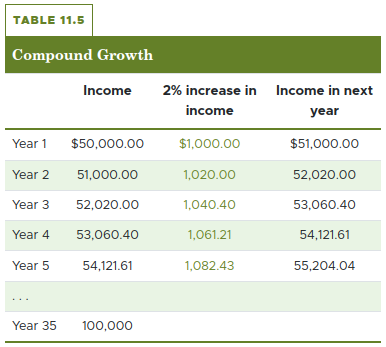 TABLE 11.5
Compound Growth
Income 2% increase in income Income in next year
Year 1 $50,000.00 $1,000.00 $51,000.00
Year 2 51,000.00 1,020.00 52,020.00
Year 3 52,020.00 1,040.40 53,060.40
Year 4 53,060.40 1,061.21 54,121.61
Year 5 54,121.61 1,082.43 55,204.04
...
Year 35 100,000